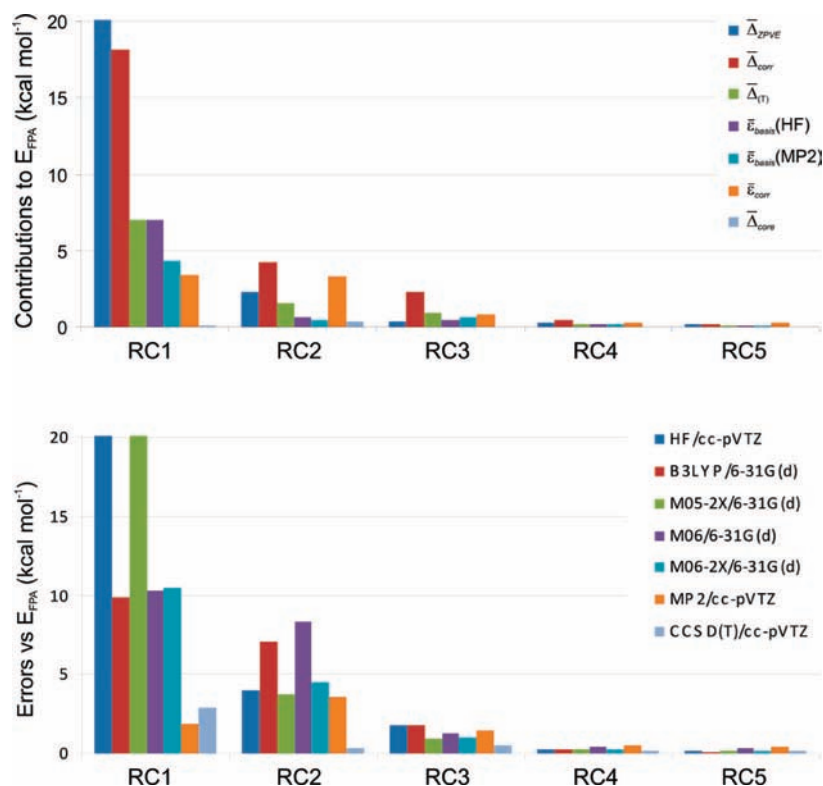 Contributions to E_FPA (kcal mol⁻¹)
20
15
10
5
0
RC1 RC2 RC3 RC4 RC5
Δ̅_ZPVE
Δ̅_corr
Δ̅_(T)
ε̅_basis(HF)
ε̅_basis(MP2)
ε̅_corr
Δ̅_core
Errors vs E_FPA (kcal mol⁻¹)
20
15
10
5
0
RC1 RC2 RC3 RC4 RC5
HF/cc-pVTZ
B3LYP/6-31G(d)
M05-2X/6-31G(d)
M06/6-31G(d)
M06-2X/6-31G(d)
MP2/cc-pVTZ
CCSD(T)/cc-pVTZ